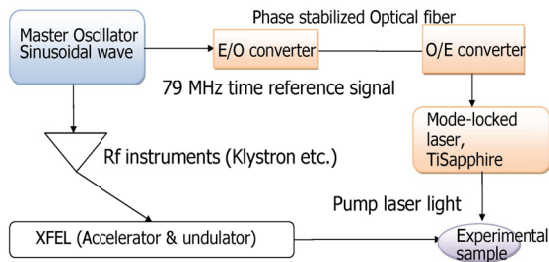 Phase stabilized Optical fiber
Master Oscllator
Sinusoidal wave
E/O converter
O/E converter
79 MHz time reference signal
Mode-locked
laser,
TiSapphire
Rf instruments (Klystron etc.)
Pump laser light
XFEL (Accelerator & undulator)
Experimental
sample